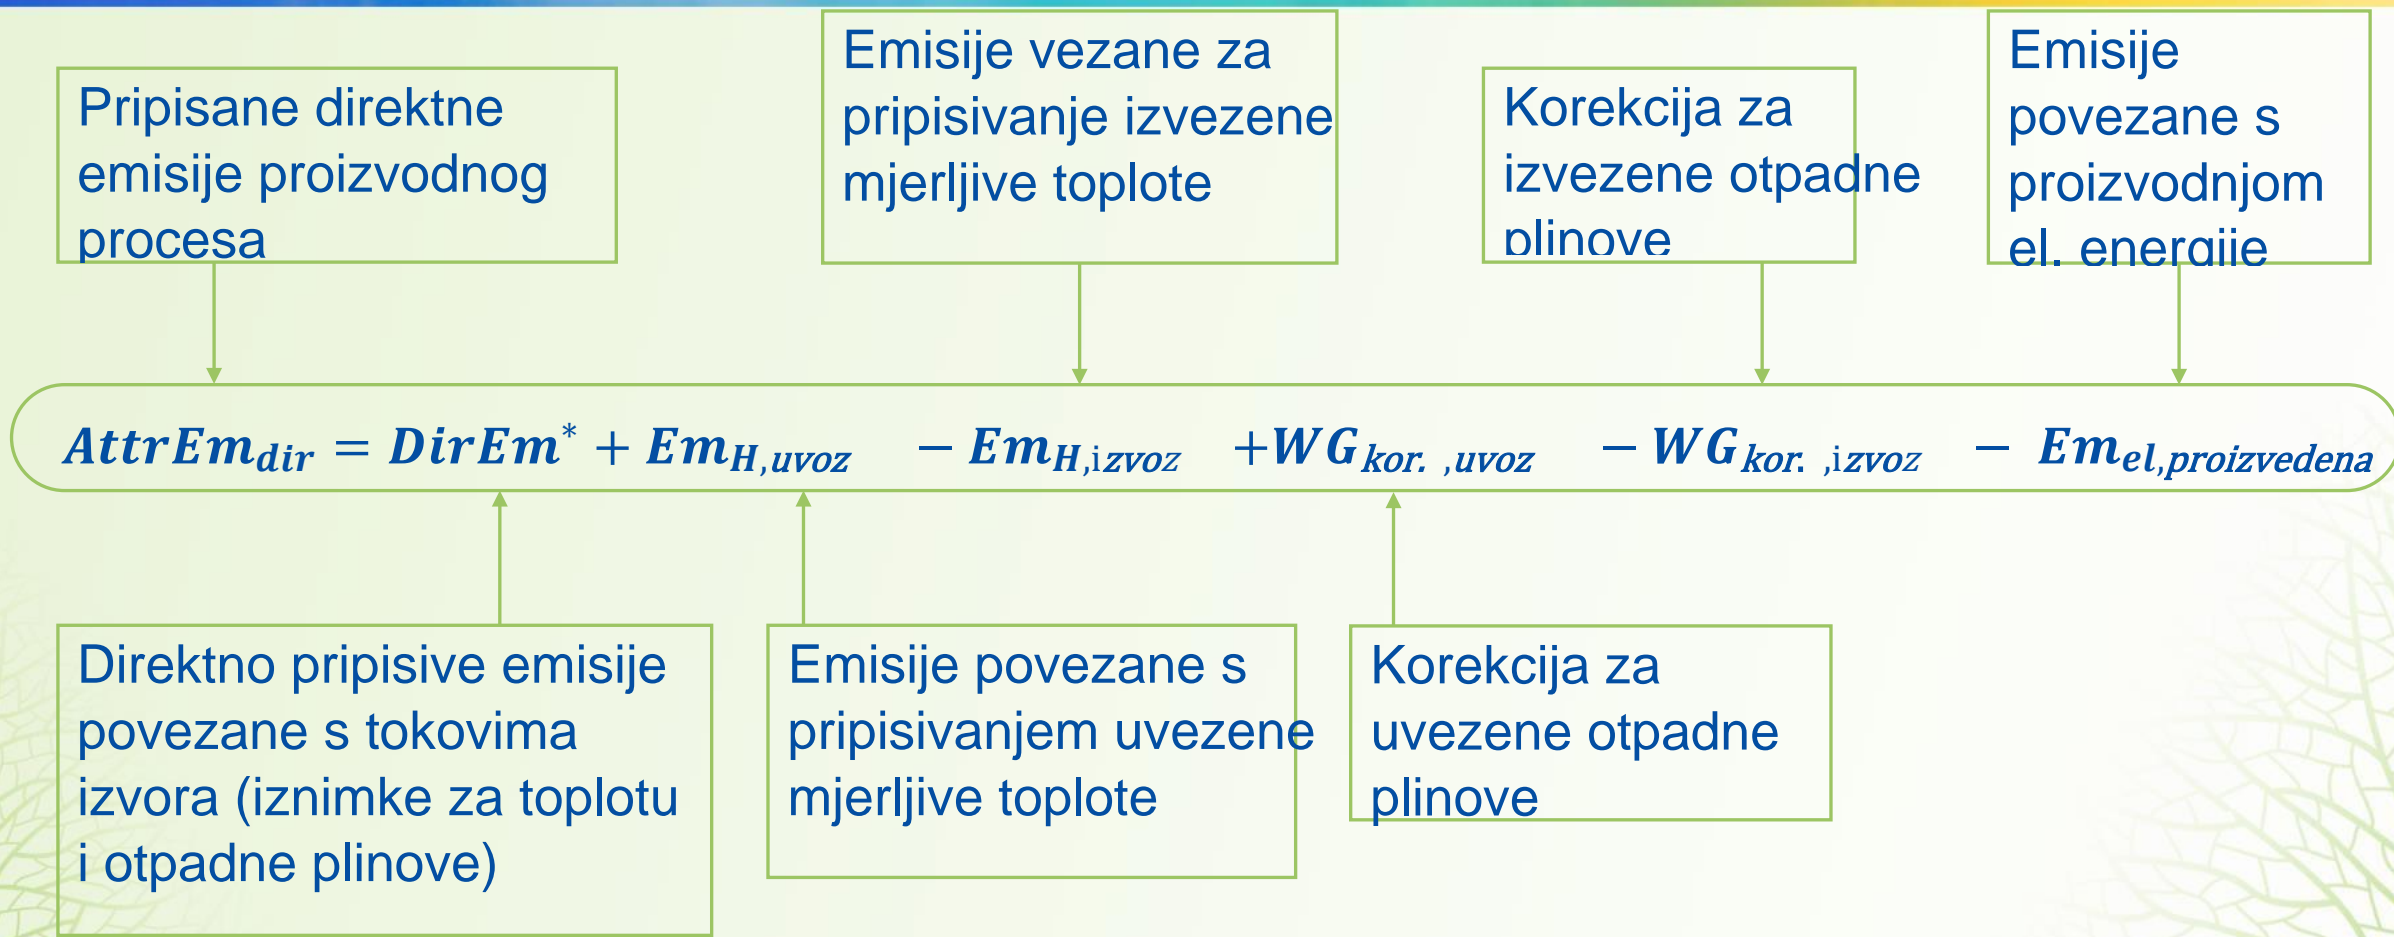 Pripisane direktne
emisije proizvodnog
procesa
Emisije vezane za
pripisivanje izvezene
mjerljive toplote
Korekcija za
izvezene otpadne
plinove
Emisije
povezane s
proizvodnjom
el. energije
AttrEm_dir = DirEm* + Em_H,uvoz − Em_H,izvoz +WG_kor. ,uvoz − WG_kor. ,izvoz − Em_el,proizvedena
Direktno pripisive emisije
povezane s tokovima
izvora (iznimke za toplotu
i otpadne plinove)
Emisije povezane s
pripisivanjem uvezene
mjerljive toplote
Korekcija za
uvezene otpadne
plinove